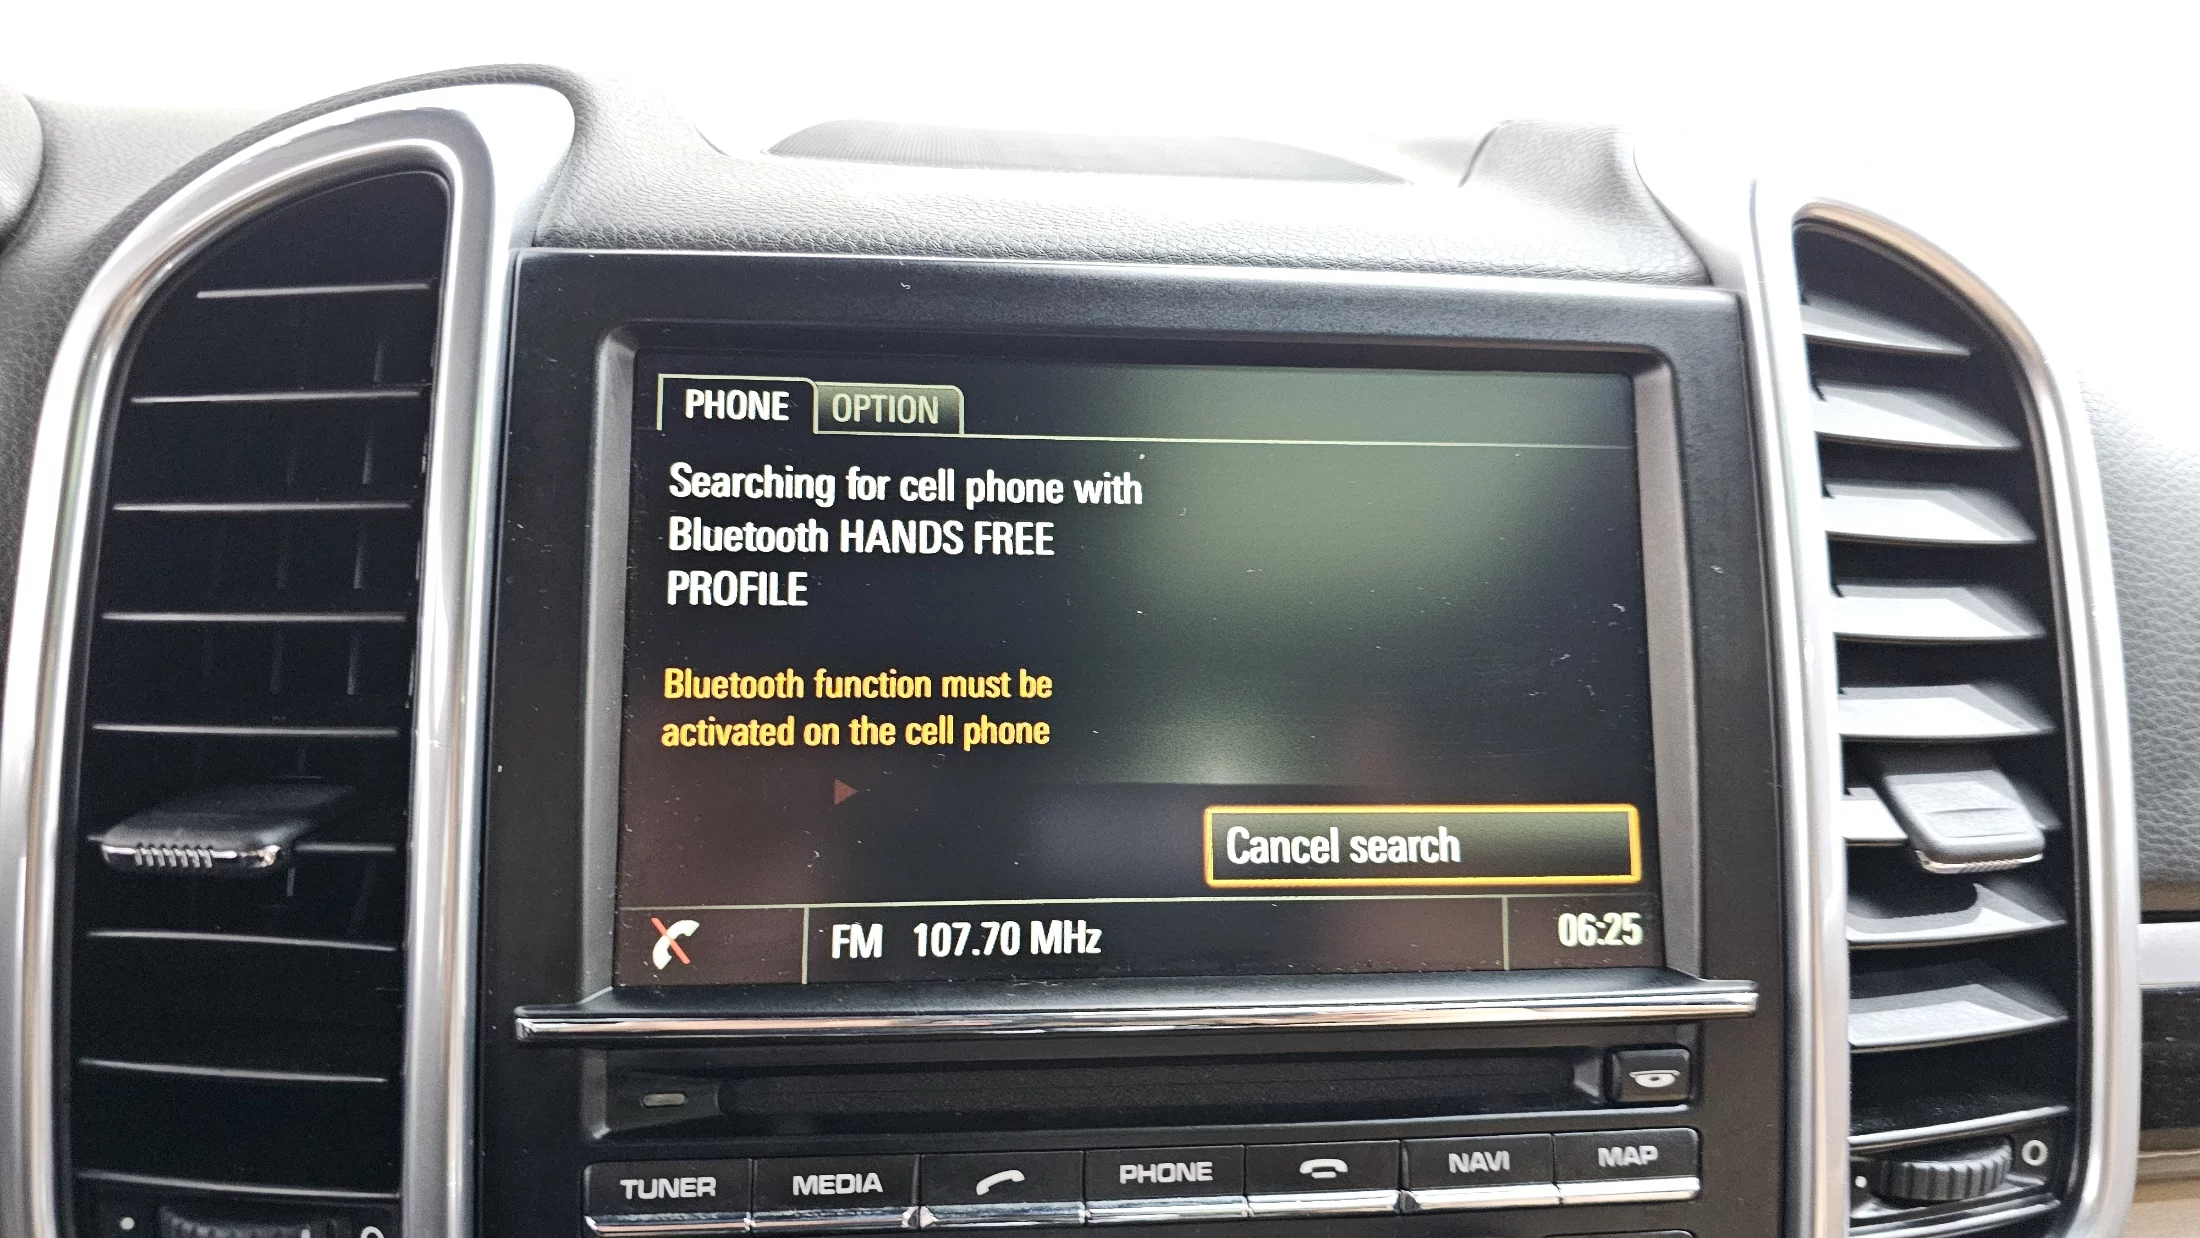 PHONE OPTION
Searching for cell phone with
Bluetooth HANDS FREE
PROFILE
Bluetooth function must be
activated on the cell phone
Cancel search
FM 107.70 MHz 06:25
TUNER MEDIA PHONE NAVI MAP